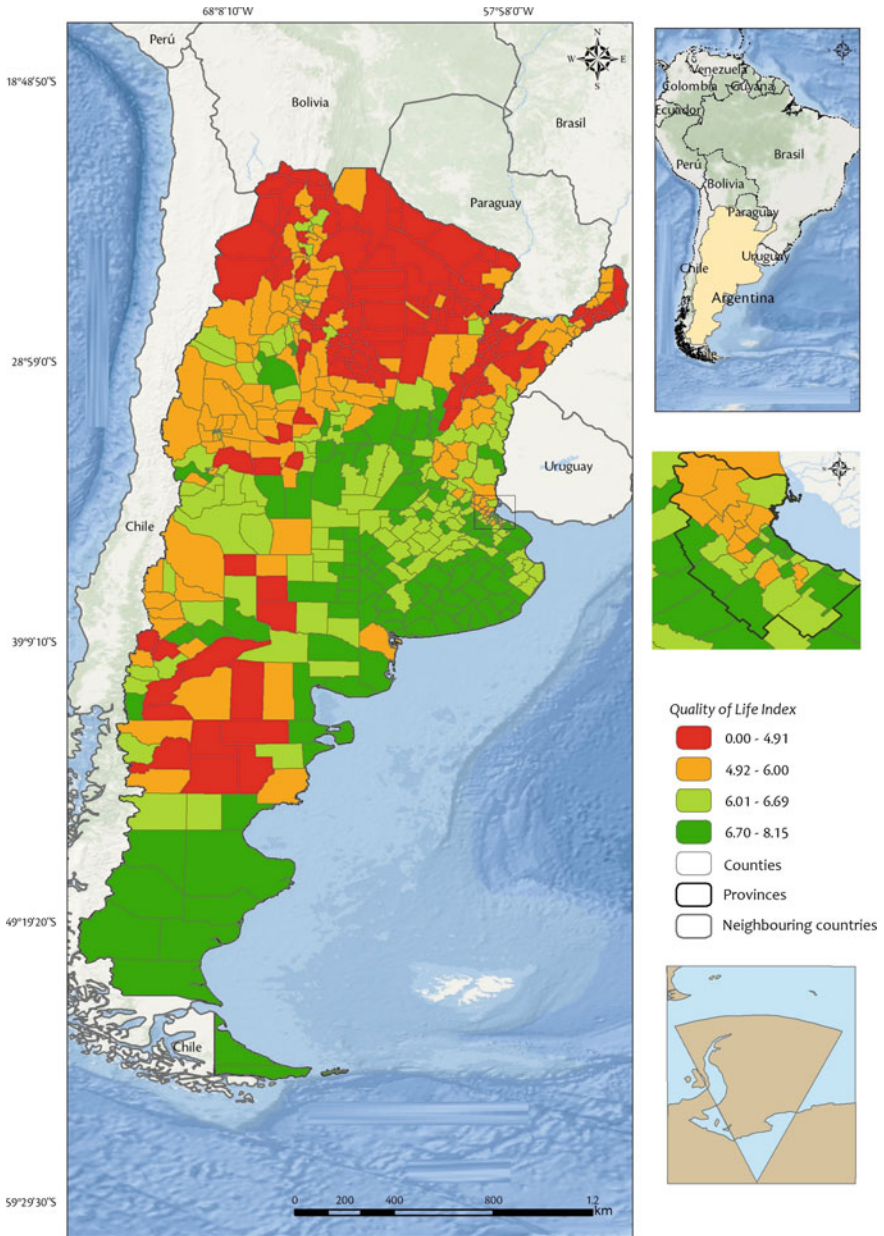 68°8'10"W
57°58'0"W
Perú
N
W
E
S
18°48'50"S
Bolivia
Brasil
Paraguay
28°59'0"S
Uruguay
Chile
39°9'10"S
49°19'20"S
Chile
59°29'30"S
0
200
400
800
1.2
km
Venezuela
Colombia
Guyana
Ecuador
Brasil
Perú
Bolivia
Paraguay
Uruguay
Chile
Argentina
Chile
Quality of Life Index
0.00 - 4.91
4.92 - 6.00
6.01 - 6.69
6.70 - 8.15
Counties
Provinces
Neighbouring countries